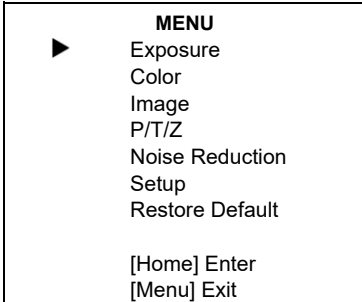 MENU
Exposure
Color
Image
P/T/Z
Noise Reduction
Setup
Restore Default
[Home] Enter
[Menu] Exit